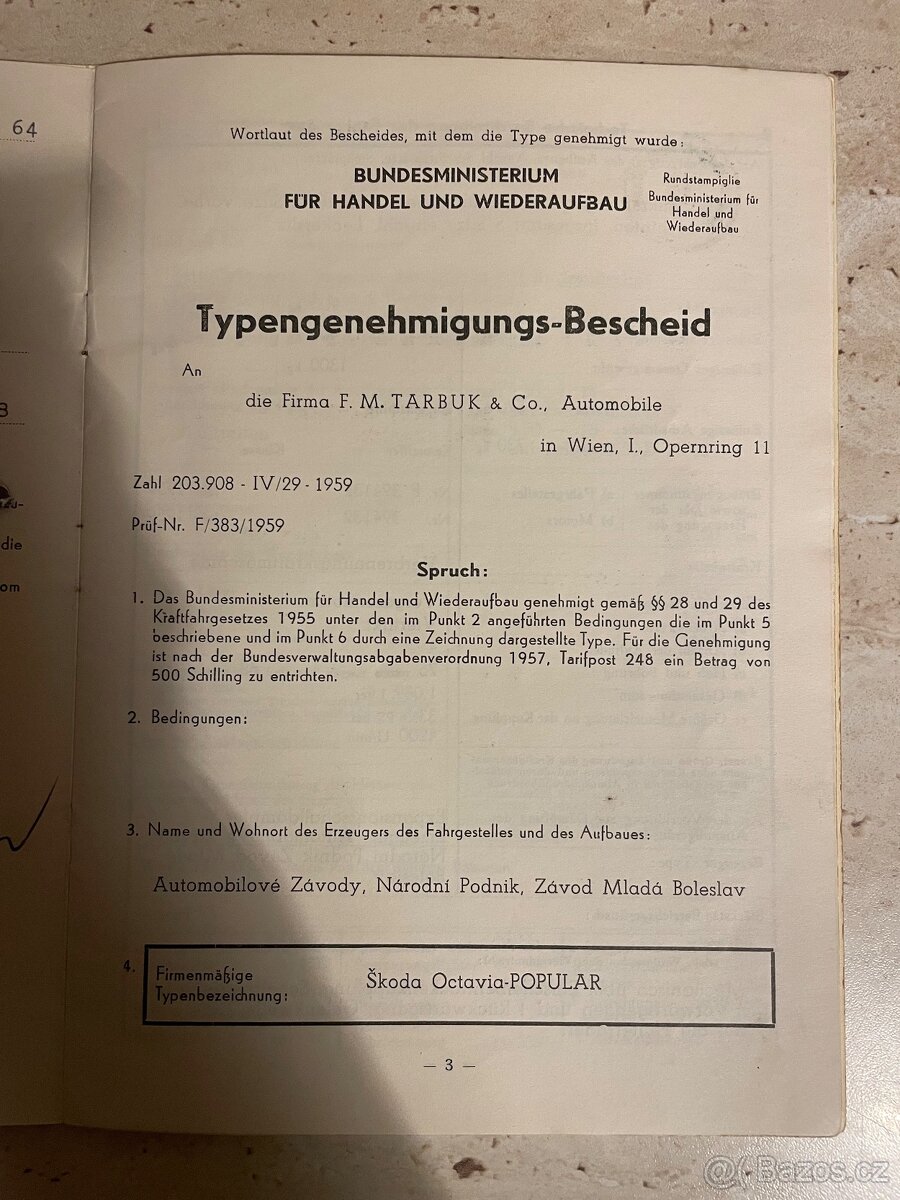 64
Wortlaut des Bescheides, mit dem die Type genehmigt wurde:
BUNDESMINISTERIUM
FÜR HANDEL UND WIEDERAUFBAU
Rundstampiglie
Bundesministerium für
Handel und
Wiederaufbau
Typengenehmigungs-Bescheid
An
die Firma F. M. TARBUK & Co., Automobile
in Wien, I., Opernring 11
Zahl 203.908 - IV/29 - 1959
Prüf-Nr. F/383/1959
die
om
Spruch:
1. Das Bundesministerium für Handel und Wiederaufbau genehmigt gemäß §§ 28 und 29 des
Kraftfahrgesetzes 1955 unter den im Punkt 2 angeführten Bedingungen die im Punkt 5
beschriebene und im Punkt 6 durch eine Zeichnung dargestellte Type. Für die Genehmigung
ist nach der Bundesverwaltungsabgabenverordnung 1957, Tarifpost 248 ein Betrag von
500 Schilling zu entrichten.
2. Bedingungen:
3. Name und Wohnort des Erzeugers des Fahrgestelles und des Aufbaues:
Automobilové Závody, Národní Podnik, Závod Mladá Boleslav
4. Firmenmäßige
Typenbezeichnung:
Škoda Octavia-POPULAR
— 3 —
@Bazos.cz